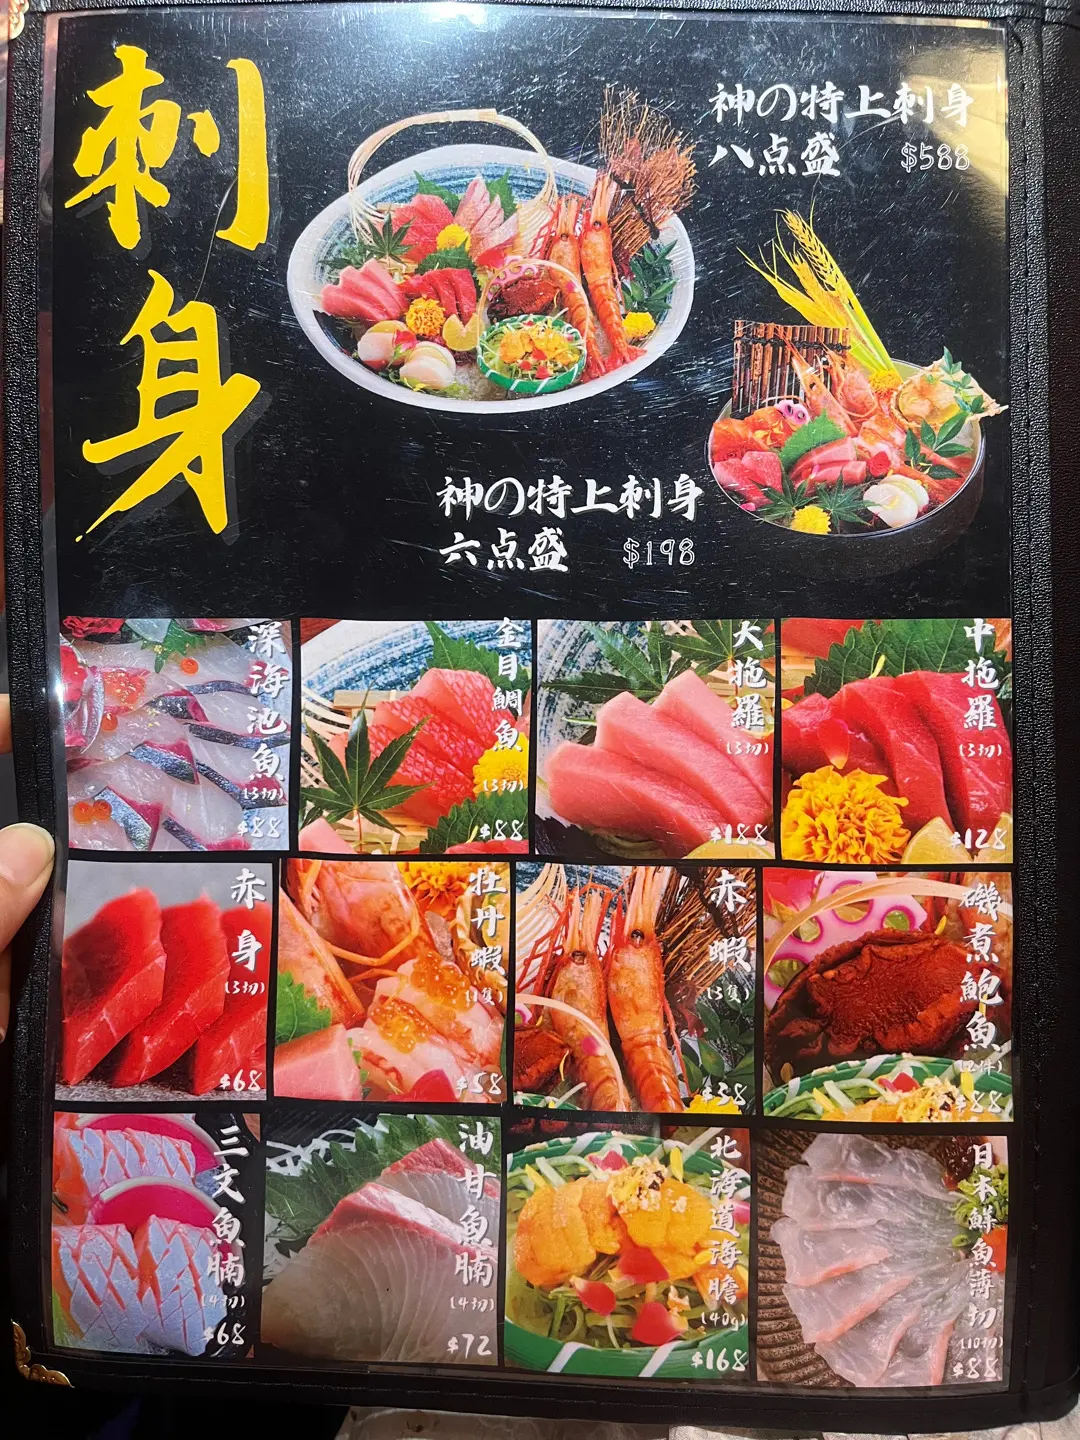 刺身
神の特上刺身
八点盛 $588
神の特上刺身
六点盛 $198
深海池魚
(3切)
$88
金目鯛魚
(3切)
$88
大拖羅
(3切)
$188
中拖羅
(3切)
$128
赤身
(3切)
$68
牡丹蝦
(1隻)
$58
赤蝦
(3隻)
$38
磯煮鮑魚
(2件)
$88
三文魚腩
(4切)
$68
油甘魚腩
(4切)
$72
北海道海膽
(40g)
$168
日本鮮魚薄切
(10切)
$88